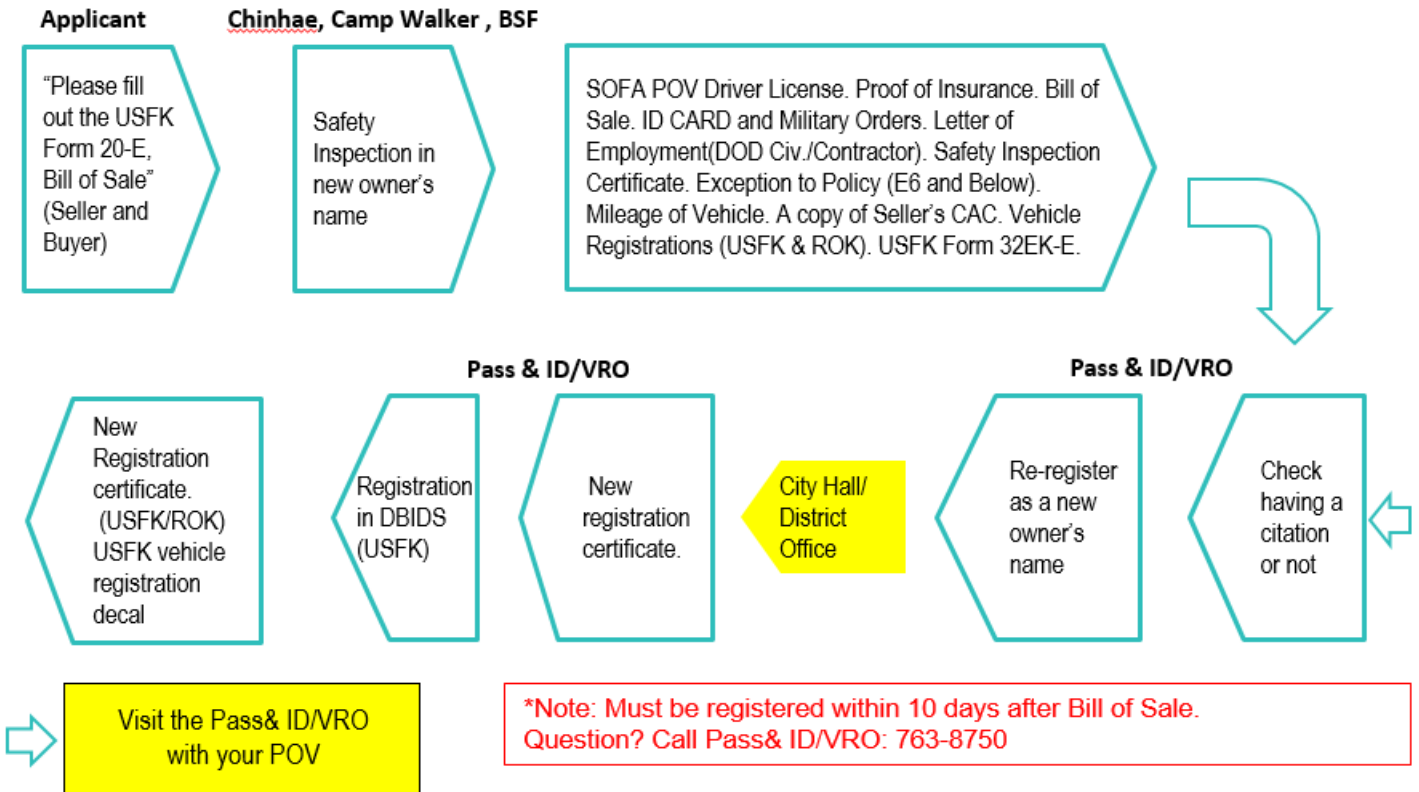 Applicant
Chinhae, Camp Walker , BSF
“Please fill
out the USFK
Form 20-E,
Bill of Sale”
(Seller and
Buyer)
Safety
Inspection in
new owner’s
name
SOFA POV Driver License. Proof of Insurance. Bill of
Sale. ID CARD and Military Orders. Letter of
Employment(DOD Civ./Contractor). Safety Inspection
Certificate. Exception to Policy (E6 and Below).
Mileage of Vehicle. A copy of Seller’s CAC. Vehicle
Registrations (USFK & ROK). USFK Form 32EK-E.
Pass & ID/VRO
Check
having a
citation
or not
Re-register
as a new
owner’s
name
City Hall/
District
Office
Pass & ID/VRO
New
registration
certificate.
Registration
in DBIDS
(USFK)
New
Registration
certificate.
(USFK/ROK)
USFK vehicle
registration
decal
Visit the Pass& ID/VRO
with your POV
*Note: Must be registered within 10 days after Bill of Sale.
Question? Call Pass& ID/VRO: 763-8750